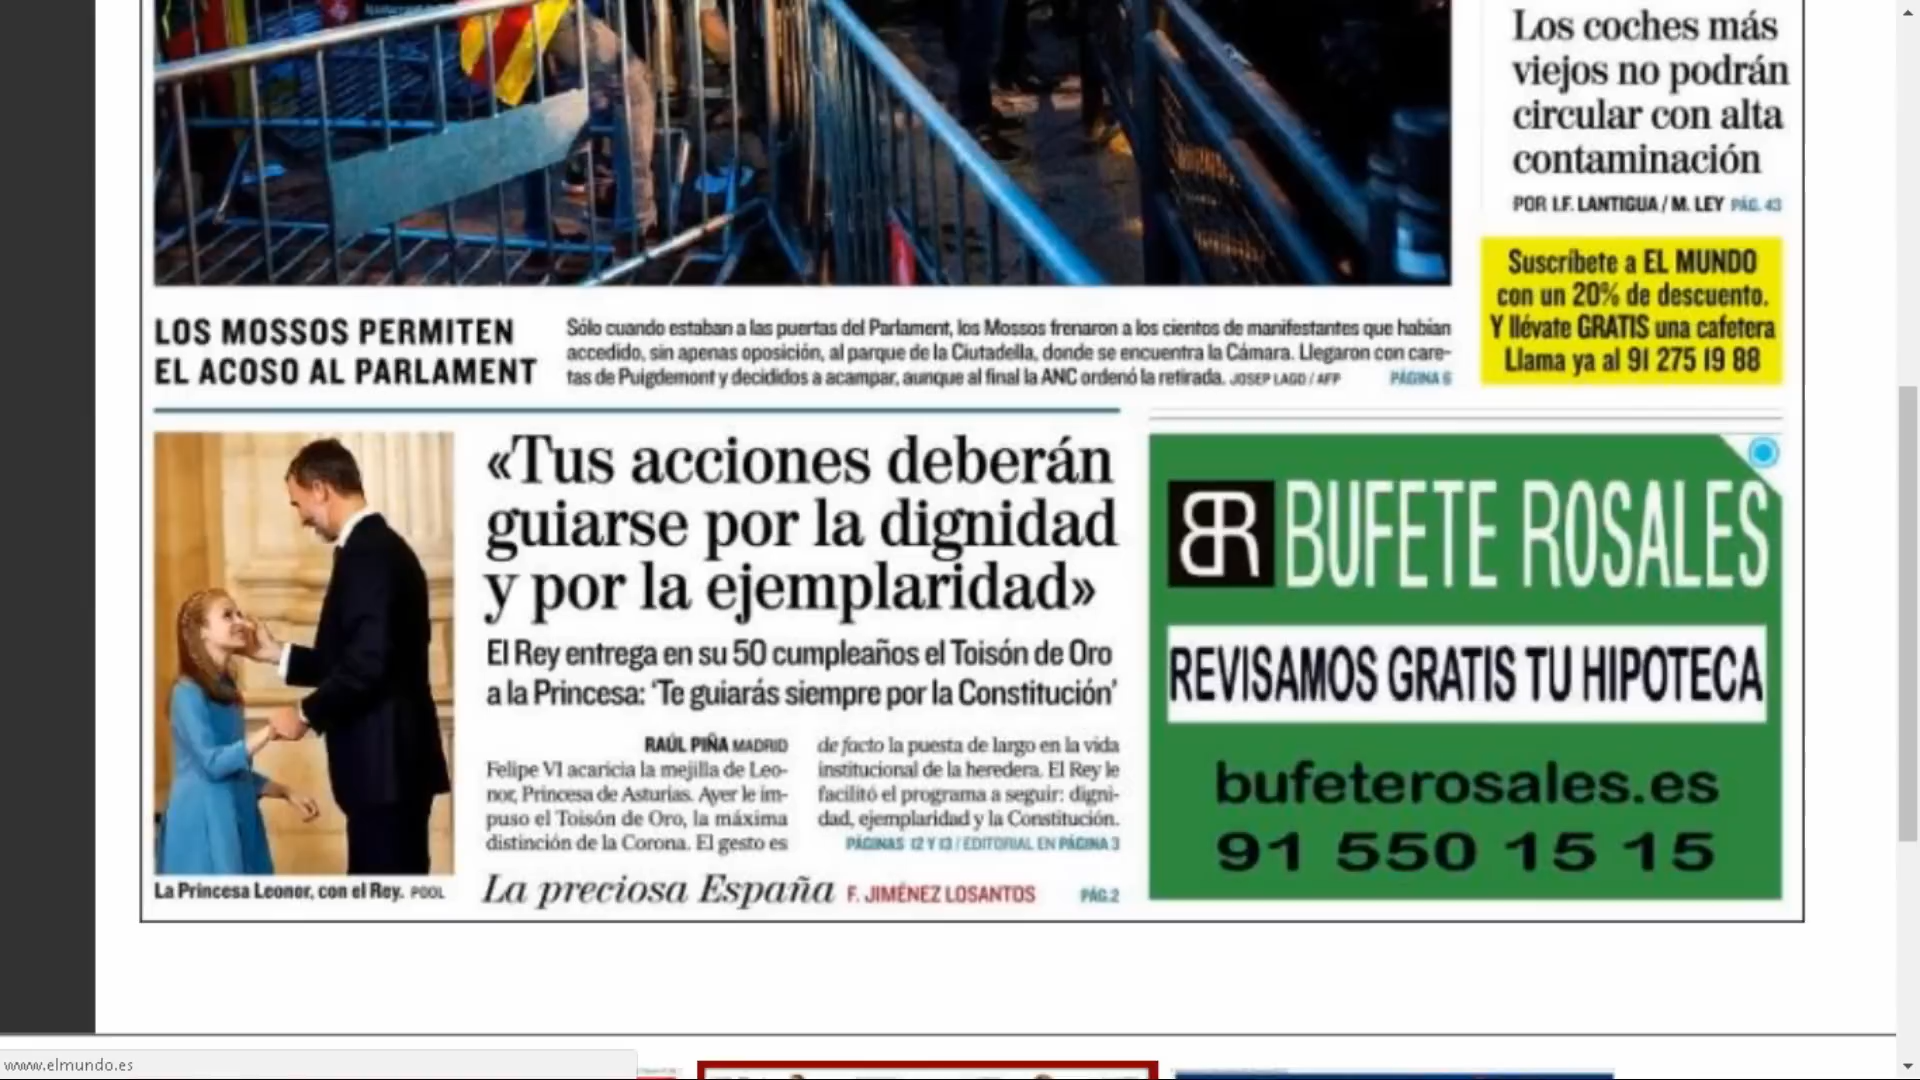 Los coches más
viejos no podrán
circular con alta
contaminación
POR I.F. LANTIGUA / M. LEY PÁG. 43
Suscríbete a EL MUNDO
con un 20% de descuento.
Y llévate GRATIS una cafetera
Llama ya al 91 275 19 88
LOS MOSSOS PERMITEN
EL ACOSO AL PARLAMENT
Sólo cuando estaban a las puertas del Parlament, los Mossos frenaron a los cientos de manifestantes que habían
accedido, sin apenas oposición, al parque de la Ciutadella, donde se encuentra la Cámara. Llegaron con care-
tas de Puigdemont y decididos a acampar, aunque al final la ANC ordenó la retirada. JOSEP LAGO / AFP PÁGINA 6
«Tus acciones deberán
guiarse por la dignidad
y por la ejemplaridad»
El Rey entrega en su 50 cumpleaños el Toisón de Oro
a la Princesa: ‘Te guiarás siempre por la Constitución’
RAÚL PIÑA MADRID
Felipe VI acaricia la mejilla de Leo-
nor, Princesa de Asturias. Ayer le im-
puso el Toisón de Oro, la máxima
distinción de la Corona. El gesto es
de facto la puesta de largo en la vida
institucional de la heredera. El Rey le
facilitó el programa a seguir: digni-
dad, ejemplaridad y la Constitución.
PÁGINAS 12 Y 13 / EDITORIAL EN PÁGINA 3
La Princesa Leonor, con el Rey. POOL
La preciosa España F. JIMÉNEZ LOSANTOS PÁG.2
BR BUFETE ROSALES
REVISAMOS GRATIS TU HIPOTECA
bufeterosales.es
91 550 15 15
www.elmundo.es